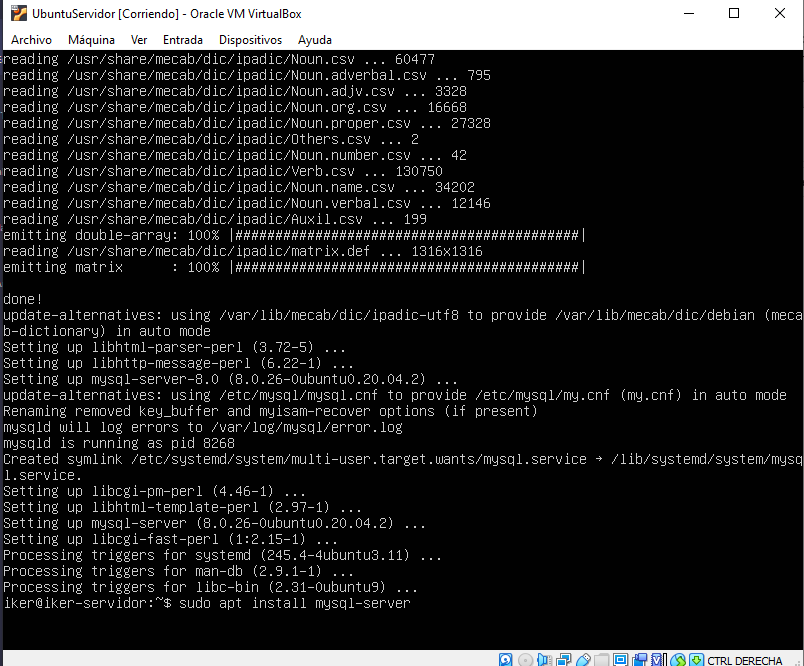 UbuntuServidor [Corriendo] - Oracle VM VirtualBox
Archivo Máquina Ver Entrada Dispositivos Ayuda
reading /usr/share/mecab/dic/ipadic/Noun.csv ... 60477
reading /usr/share/mecab/dic/ipadic/Noun.adverbal.csv ... 795
reading /usr/share/mecab/dic/ipadic/Noun.adjv.csv ... 3328
reading /usr/share/mecab/dic/ipadic/Noun.org.csv ... 16668
reading /usr/share/mecab/dic/ipadic/Noun.proper.csv ... 27328
reading /usr/share/mecab/dic/ipadic/Others.csv ... 2
reading /usr/share/mecab/dic/ipadic/Noun.number.csv ... 42
reading /usr/share/mecab/dic/ipadic/Verb.csv ... 130750
reading /usr/share/mecab/dic/ipadic/Noun.name.csv ... 34202
reading /usr/share/mecab/dic/ipadic/Noun.verbal.csv ... 12146
reading /usr/share/mecab/dic/ipadic/Auxil.csv ... 199
emitting double-array: 100% |###########################################|
reading /usr/share/mecab/dic/ipadic/matrix.def ... 1316x1316
emitting matrix      : 100% |###########################################|
done!
update-alternatives: using /var/lib/mecab/dic/ipadic-utf8 to provide /var/lib/mecab/dic/debian (meca
b-dictionary) in auto mode
Setting up libhtml-parser-perl (3.72-5) ...
Setting up libhttp-message-perl (6.22-1) ...
Setting up mysql-server-8.0 (8.0.26-0ubuntu0.20.04.2) ...
update-alternatives: using /etc/mysql/mysql.cnf to provide /etc/mysql/my.cnf (my.cnf) in auto mode
Renaming removed key_buffer and myisam-recover options (if present)
mysqld will log errors to /var/log/mysql/error.log
mysqld is running as pid 8268
Created symlink /etc/systemd/system/multi-user.target.wants/mysql.service → /lib/systemd/system/mysq
l.service.
Setting up libcgi-pm-perl (4.46-1) ...
Setting up libhtml-template-perl (2.97-1) ...
Setting up mysql-server (8.0.26-0ubuntu0.20.04.2) ...
Setting up libcgi-fast-perl (1:2.15-1) ...
Processing triggers for systemd (245.4-4ubuntu3.11) ...
Processing triggers for man-db (2.9.1-1) ...
Processing triggers for libc-bin (2.31-0ubuntu9) ...
iker@iker-servidor:~$ sudo apt install mysql-server
CTRL DERECHA